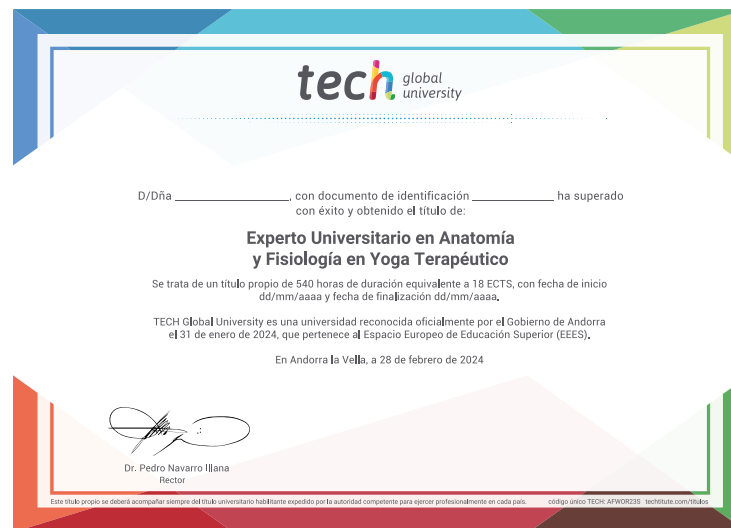 tech global university
D/Dña ____________________, con documento de identificación ______________ ha superado
con éxito y obtenido el título de:
Experto Universitario en Anatomía
y Fisiología en Yoga Terapéutico
Se trata de un título propio de 540 horas de duración equivalente a 18 ECTS, con fecha de inicio
dd/mm/aaaa y fecha de finalización dd/mm/aaaa.
TECH Global University es una universidad reconocida oficialmente por el Gobierno de Andorra
el 31 de enero de 2024, que pertenece al Espacio Europeo de Educación Superior (EEES).
En Andorra la Vella, a 28 de febrero de 2024
Dr. Pedro Navarro Illana
Rector
Este título propio se deberá acompañar siempre del título universitario habilitante expedido por la autoridad competente para ejercer profesionalmente en cada país. código único TECH: AFWOR23S techtitute.com/titulos